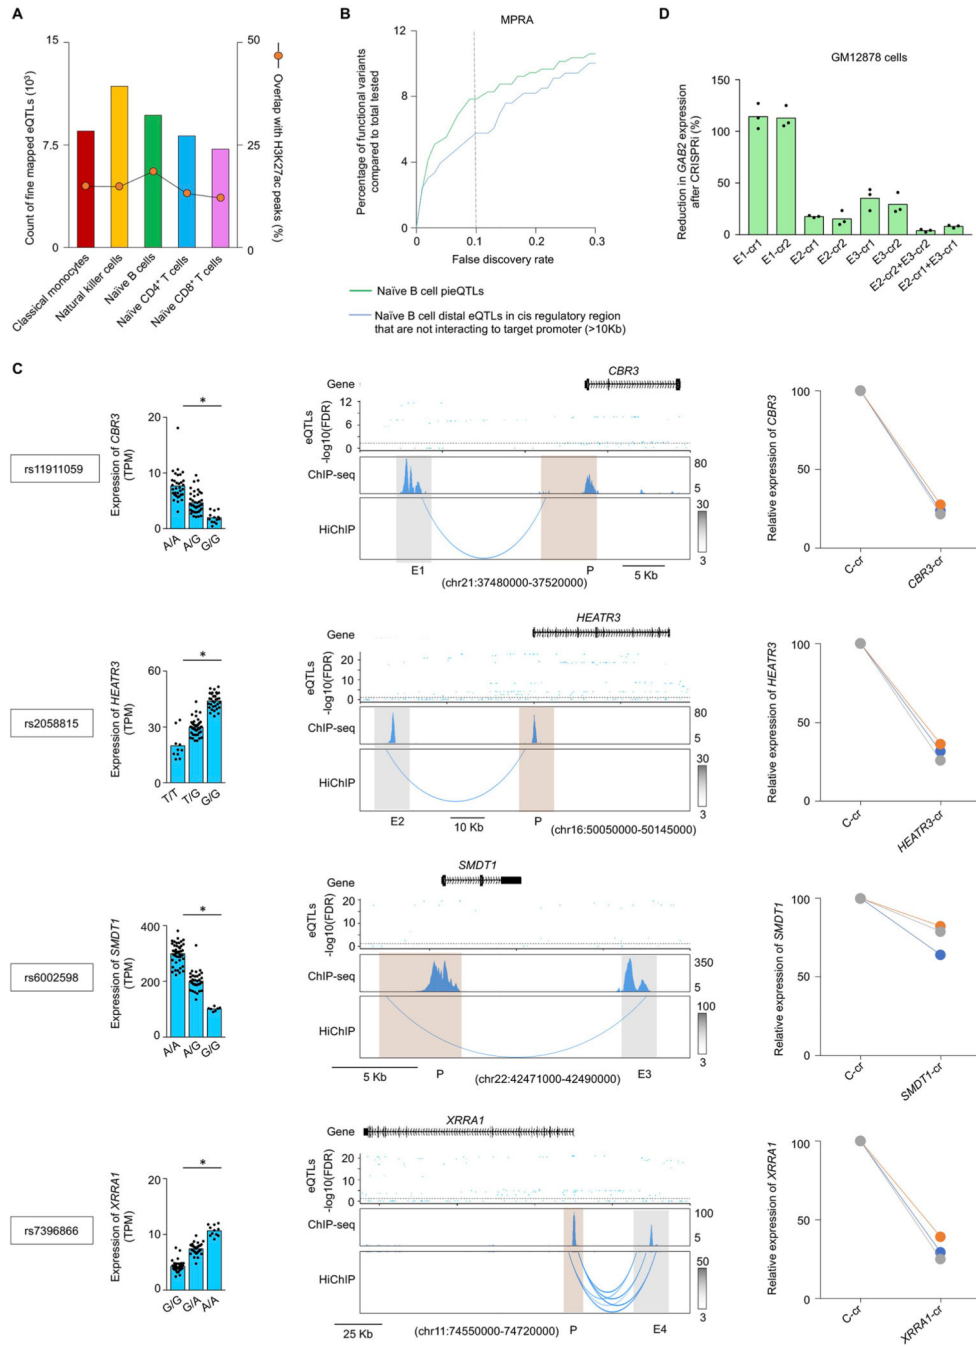 A
15
7.5
0
Count of fine mapped eQTLs (10³)
50
25
0
Overlap with H3K27ac
peaks (%)
Classical monocytes
Natural killer cells
Naïve B cells
Naïve CD4⁺ T cells
Naïve CD8⁺ T cells
B
MPRA
12
8
4
0
Percentage of functional variants
compared to total tested
0
0.1
0.2
0.3
False discovery rate
Naïve B cell pieQTLs
Naïve B cell distal eQTLs in cis regulatory region
that are not interacting to target promoter (>10Kb)
D
GM12878 cells
150
100
50
0
Reduction in GAB2 expression
after CRISPRi (%)
E1-cr1
E1-cr2
E2-cr1
E2-cr2
E3-cr1
E3-cr2
E2-cr2+E3-cr2
E2-cr1+E3-cr1
C
rs11911059
Expression of CBR3
(TPM)
20
10
0
*
A/A
A/G
G/G
Gene
CBR3
eQTLs
-log10(FDR)
12
6
0
ChIP-seq
80
5
HiChIP
30
3
E1
P
5 Kb
(chr21:37480000-37520000)
Relative expression of CBR3
100
50
0
C-cr
CBR3-cr
rs2058815
Expression of HEATR3
(TPM)
60
30
0
*
T/T
T/G
G/G
Gene
HEATR3
eQTLs
-log10(FDR)
20
10
0
ChIP-seq
80
5
HiChIP
30
3
E2
10 Kb
P
(chr16:50050000-50145000)
Relative expression of HEATR3
100
50
0
C-cr
HEATR3-cr
rs6002598
Expression of SMDT1
(TPM)
400
200
0
*
A/A
A/G
G/G
Gene
SMDT1
eQTLs
-log10(FDR)
20
10
0
ChIP-seq
350
5
HiChIP
100
3
5 Kb
P
(chr22:42471000-42490000)
E3
Relative expression of SMDT1
100
50
0
C-cr
SMDT1-cr
rs7396866
Expression of XRRA1
(TPM)
20
10
0
*
G/G
G/A
A/A
Gene
XRRA1
eQTLs
-log10(FDR)
20
10
0
ChIP-seq
100
5
HiChIP
50
3
25 Kb
(chr11:74550000-74720000)
P
E4
Relative expression of XRRA1
100
50
0
C-cr
XRRA1-cr